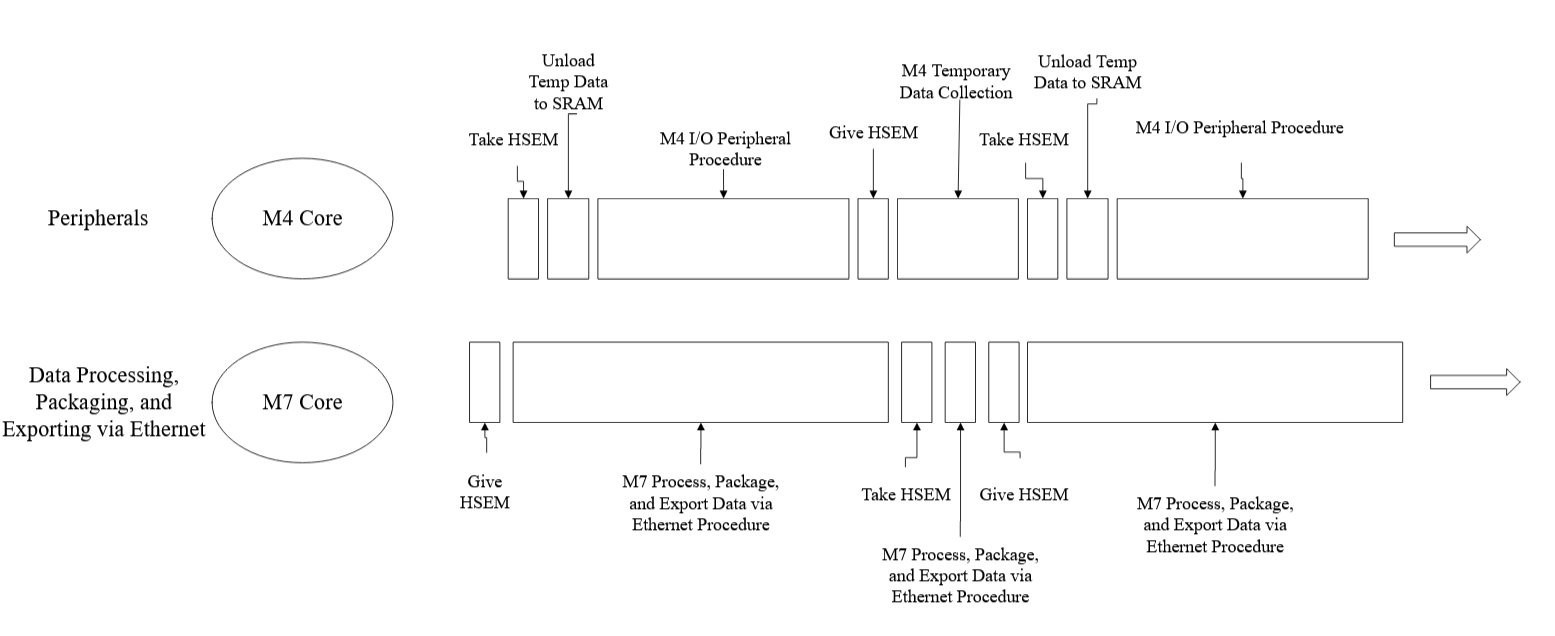 Unload
Temp Data
to SRAM
M4 Temporary
Data Collection
Unload Temp
Data to SRAM
Take HSEM
M4 I/O Peripheral
Procedure
Give HSEM
Take HSEM
M4 I/O Peripheral Procedure
Peripherals
M4 Core
Data Processing,
Packaging, and
Exporting via Ethernet
M7 Core
Give
HSEM
M7 Process, Package,
and Export Data via
Ethernet Procedure
Take HSEM
Give HSEM
M7 Process, Package,
and Export Data via
Ethernet Procedure
M7 Process, Package,
and Export Data via
Ethernet Procedure